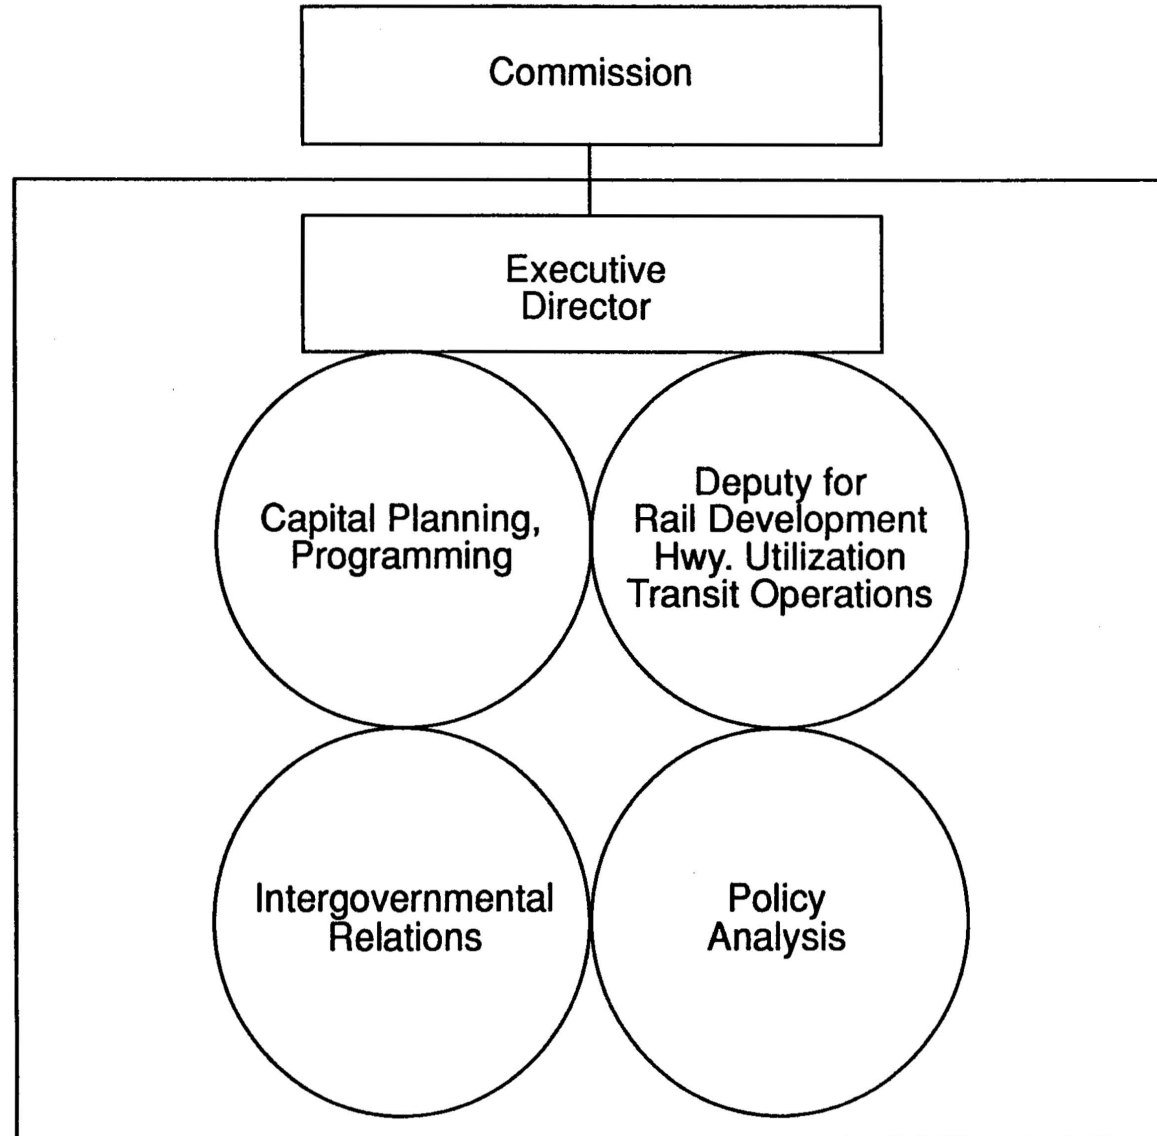 Commission
Executive
Director
Capital Planning,
Programming
Deputy for
Rail Development
Hwy. Utilization
Transit Operations
Intergovernmental
Relations
Policy
Analysis